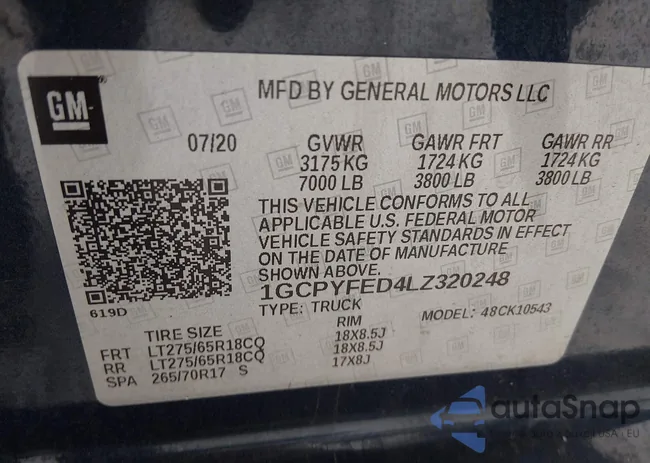 GM
MFD BY GENERAL MOTORS LLC
07/20 GVWR GAWR FRT GAWR RR
3175 KG 1724 KG 1724 KG
7000 LB 3800 LB 3800 LB
THIS VEHICLE CONFORMS TO ALL
APPLICABLE U.S. FEDERAL MOTOR
VEHICLE SAFETY STANDARDS IN EFFECT
ON THE DATE OF MANUFACTURE
SHOWN ABOVE.
1GCPYFED4LZ320248
619D
TYPE: TRUCK MODEL: 48CK10543
TIRE SIZE RIM
FRT LT275/65R18CQ 18X8.5J
RR LT275/65R18CQ 18X8.5J
SPA 265/70R17 S 17X8J
autoSnap